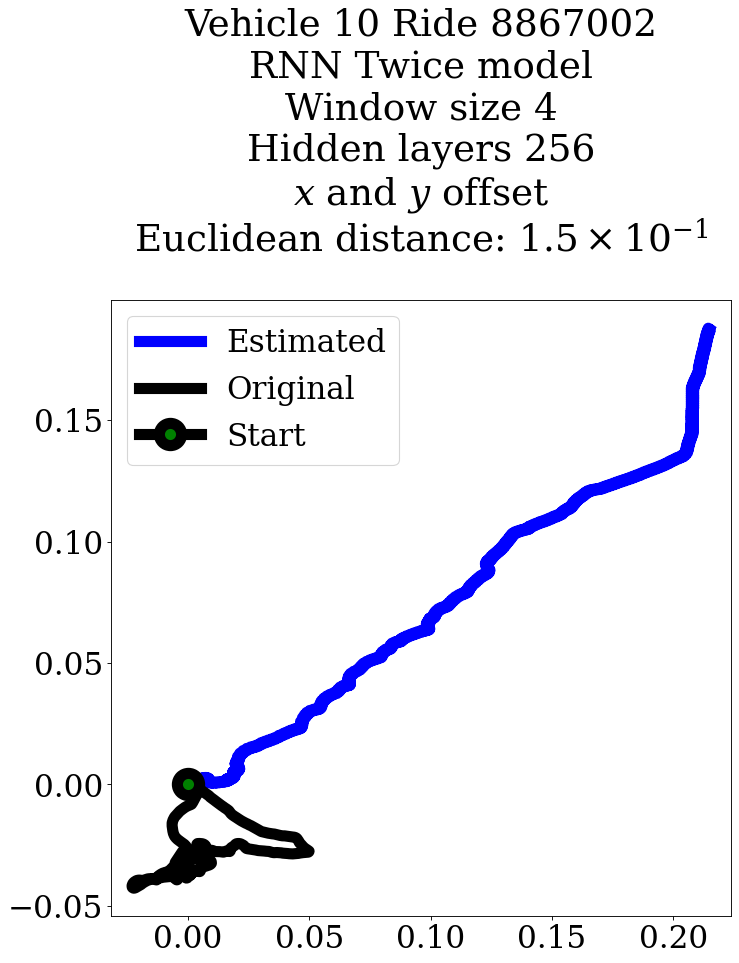 Vehicle 10 Ride 8867002
RNN Twice model
Window size 4
Hidden layers 256
x and y offset
Euclidean distance: 1.5 × 10⁻¹
Estimated
Original
Start
0.15
0.10
0.05
0.00
−0.05
0.00 0.05 0.10 0.15 0.20